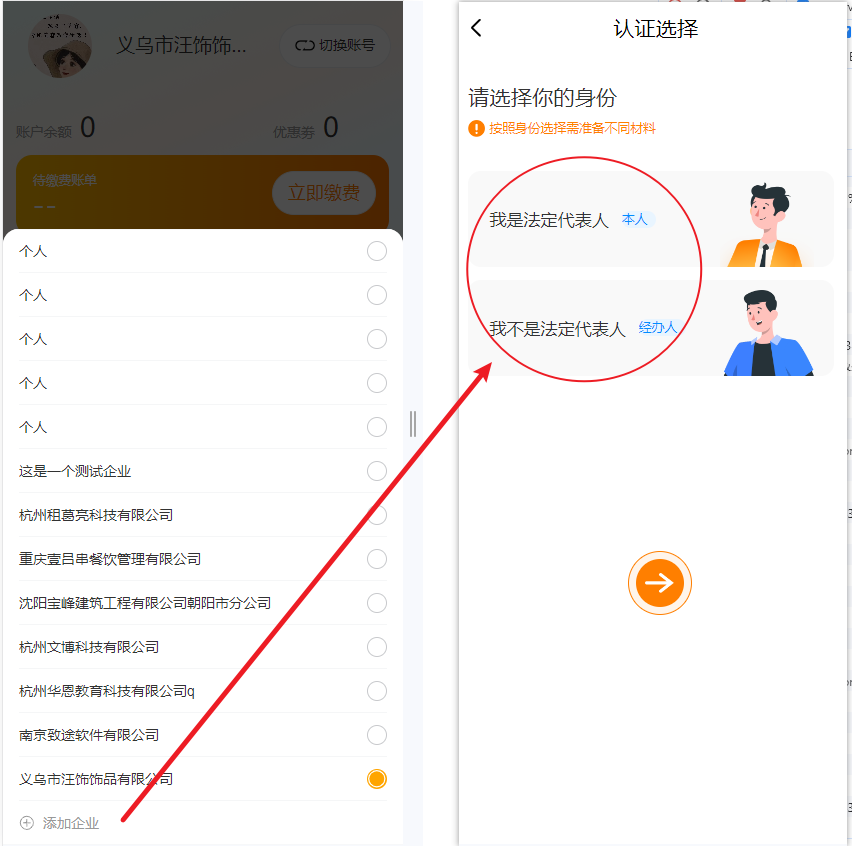 义乌市汪饰饰...
切换账号
账户余额 0
优惠券 0
待缴费账单
--
立即缴费
个人
个人
个人
个人
个人
这是一个测试企业
杭州租葛亮科技有限公司
重庆壹吕串餐饮管理有限公司
沈阳宝峰建筑工程有限公司朝阳市分公司
杭州文博科技有限公司
杭州华恩教育科技有限公司q
南京致途软件有限公司
义乌市汪饰饰品有限公司
添加企业
认证选择
请选择你的身份
按照身份选择需准备不同材料
我是法定代表人 本人
我不是法定代表人 经办人